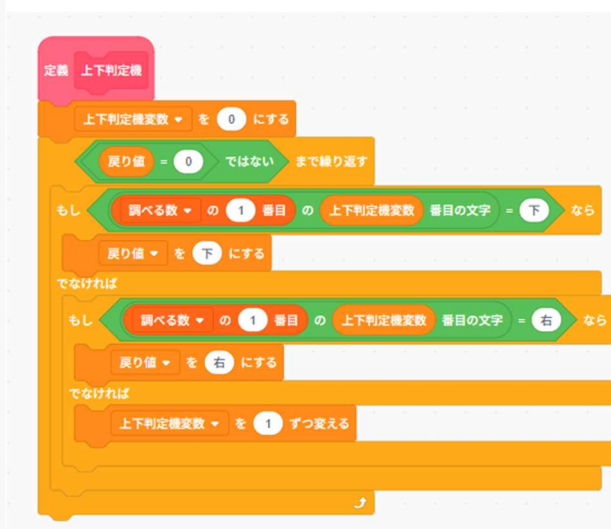 定義 上下判定機
上下判定機変数 を 0 にする
戻り値 = 0 ではない まで繰り返す
もし 調べる数 の 1 番目 の 上下判定機変数 番目の文字 = 下 なら
戻り値 を 下 にする
でなければ
もし 調べる数 の 1 番目 の 上下判定機変数 番目の文字 = 右 なら
戻り値 を 右 にする
でなければ
上下判定機変数 を 1 ずつ変える